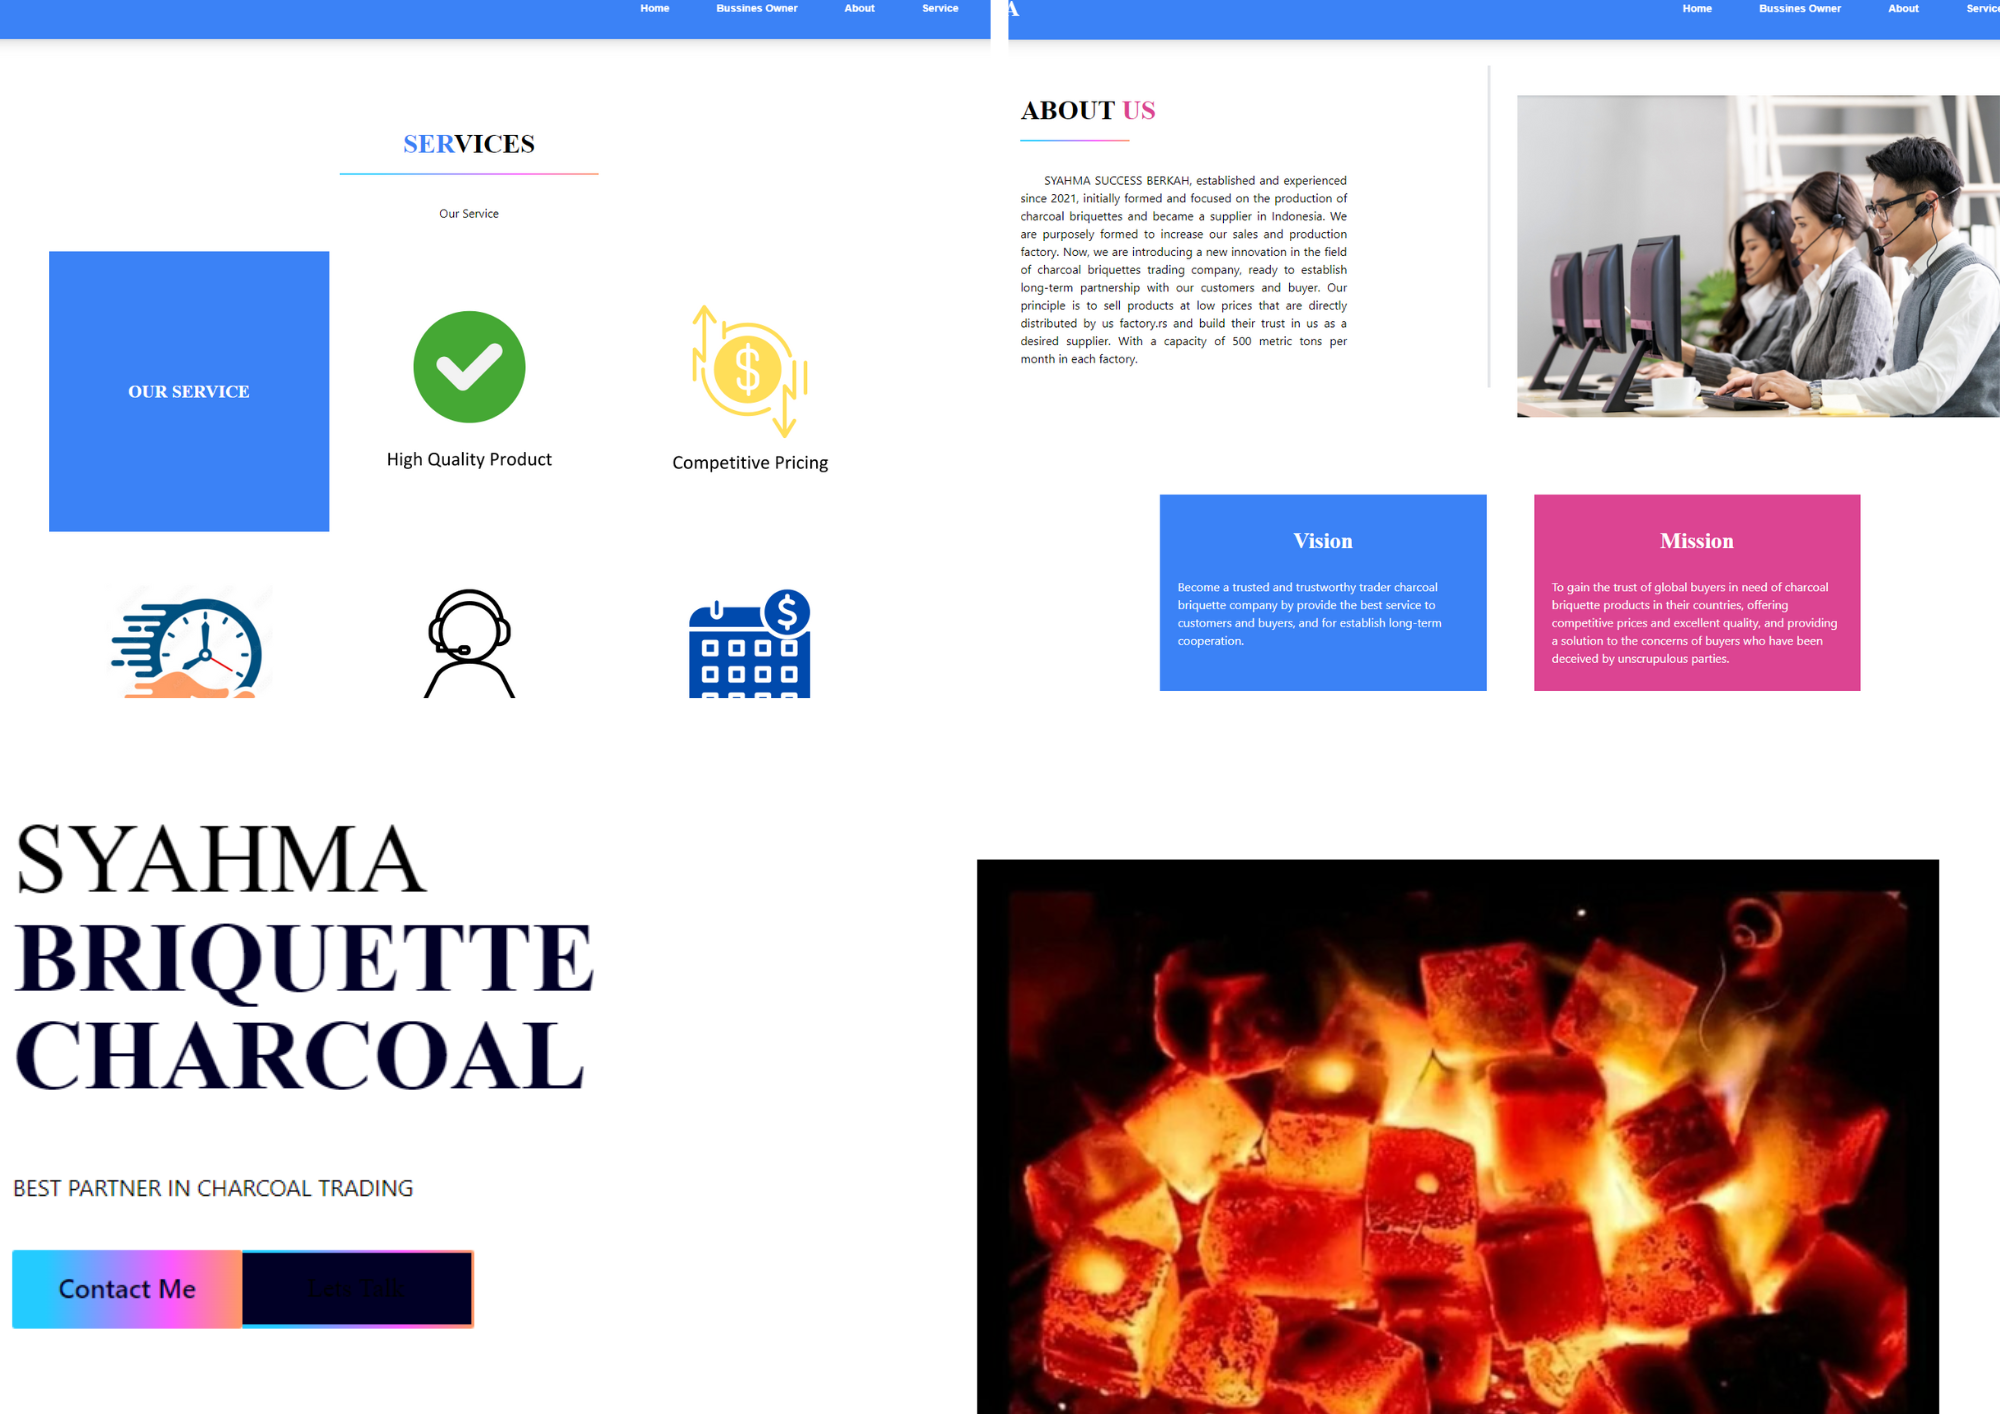 Home Bussines Owner About Service
SERVICES
Our Service
OUR SERVICE
High Quality Product
Competitive Pricing
A
Home Bussines Owner About Service
ABOUT US
SYAHMA SUCCESS BERKAH, established and experienced
since 2021, initially formed and focused on the production of
charcoal briquettes and became a supplier in Indonesia. We
are purposely formed to increase our sales and production
factory. Now, we are introducing a new innovation in the field
of charcoal briquettes trading company, ready to establish
long-term partnership with our customers and buyer. Our
principle is to sell products at low prices that are directly
distributed by us factory.rs and build their trust in us as a
desired supplier. With a capacity of 500 metric tons per
month in each factory.
Vision
Become a trusted and trustworthy trader charcoal
briquette company by provide the best service to
customers and buyers, and for establish long-term
cooperation.
Mission
To gain the trust of global buyers in need of charcoal
briquette products in their countries, offering
competitive prices and excellent quality, and providing
a solution to the concerns of buyers who have been
deceived by unscrupulous parties.
SYAHMA
BRIQUETTE
CHARCOAL
BEST PARTNER IN CHARCOAL TRADING
Contact Me
Lets Talk